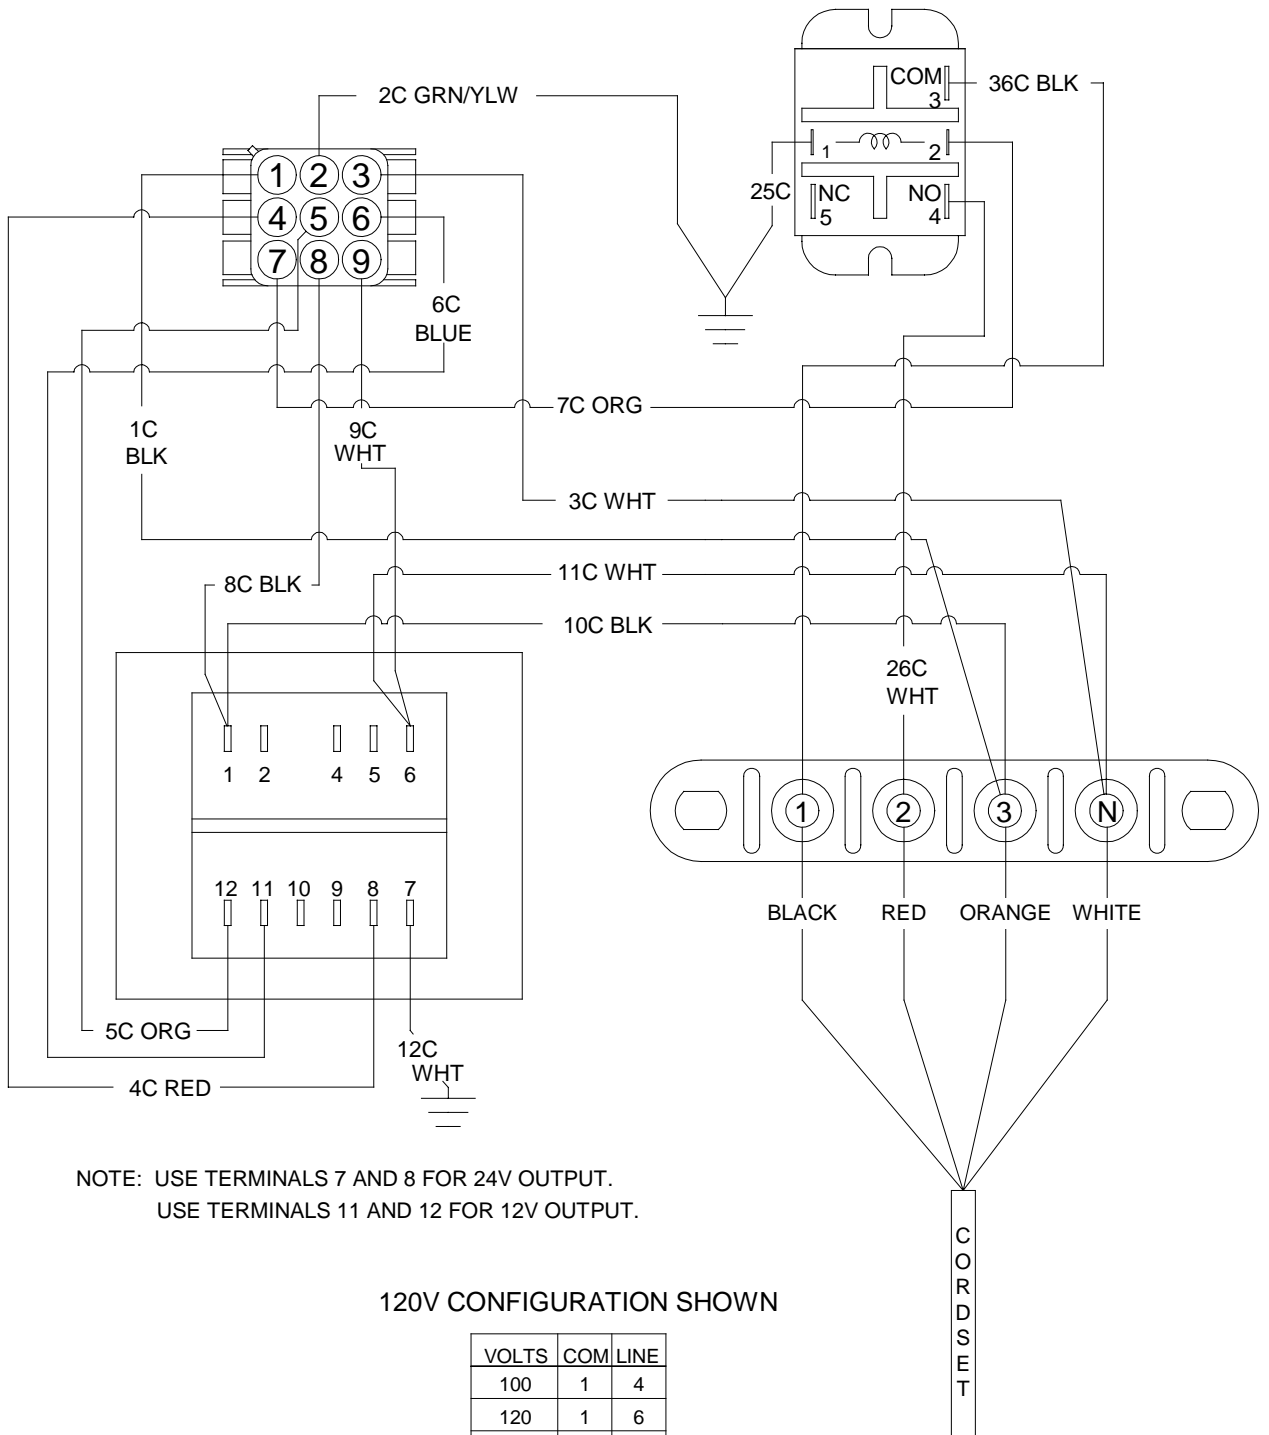 COM
3
36C BLK
2C GRN/YLW
1
2
25C
NC
5
NO
4
1 2 3
4 5 6
7 8 9
6C
BLUE
7C ORG
1C
BLK
9C
WHT
3C WHT
11C WHT
8C BLK
10C BLK
26C
WHT
1 2 4 5 6
1 2 3 N
12 11 10 9 8 7
BLACK RED ORANGE WHITE
5C ORG
12C
WHT
4C RED
NOTE: USE TERMINALS 7 AND 8 FOR 24V OUTPUT.
USE TERMINALS 11 AND 12 FOR 12V OUTPUT.
CORDSET
120V CONFIGURATION SHOWN
VOLTS COM LINE
100 1 4
120 1 6